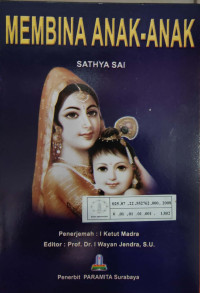 MEMBINA ANAK-ANAK
SATHYA SAI
Penerjemah : I Ketut Madra
Editor : Prof. Dr. I Wayan Jendra, S.U.
Penerbit PARAMITA Surabaya